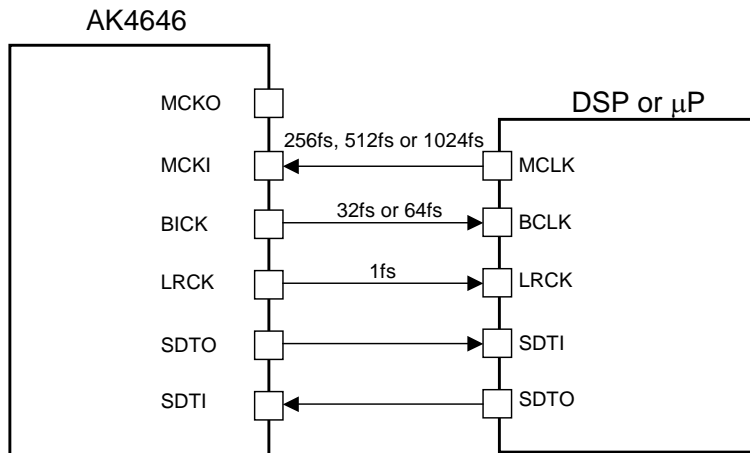 AK4646
DSP or μP
MCKO
256fs, 512fs or 1024fs
MCKI
MCLK
32fs or 64fs
BICK
BCLK
1fs
LRCK
LRCK
SDTO
SDTI
SDTI
SDTO